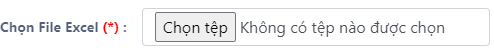 Chọn File Excel (*) : Chọn tệp Không có tệp nào được chọn